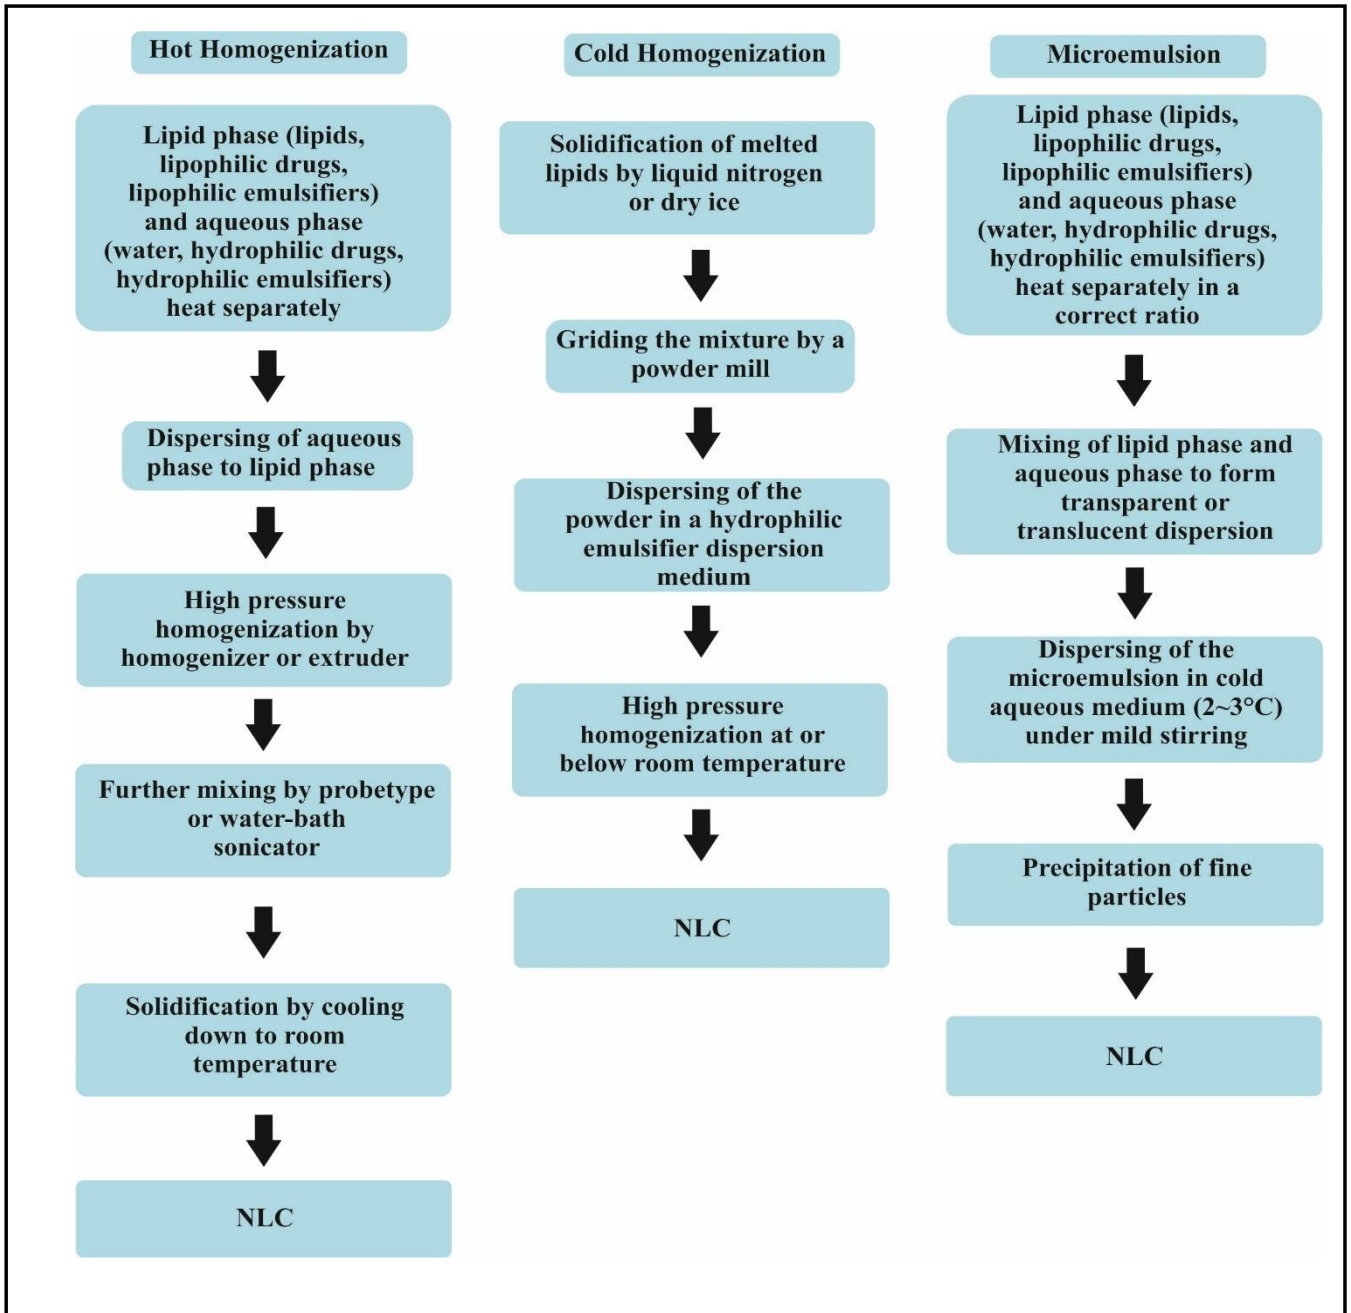 Hot Homogenization
Lipid phase (lipids,
lipophilic drugs,
lipophilic emulsifiers)
and aqueous phase
(water, hydrophilic drugs,
hydrophilic emulsifiers)
heat separately
Dispersing of aqueous
phase to lipid phase
High pressure
homogenization by
homogenizer or extruder
Further mixing by probetype
or water-bath
sonicator
Solidification by cooling
down to room
temperature
NLC
Cold Homogenization
Solidification of melted
lipids by liquid nitrogen
or dry ice
Griding the mixture by a
powder mill
Dispersing of the
powder in a hydrophilic
emulsifier dispersion
medium
High pressure
homogenization at or
below room temperature
NLC
Microemulsion
Lipid phase (lipids,
lipophilic drugs,
lipophilic emulsifiers)
and aqueous phase
(water, hydrophilic drugs,
hydrophilic emulsifiers)
heat separately in a
correct ratio
Mixing of lipid phase and
aqueous phase to form
transparent or
translucent dispersion
Dispersing of the
microemulsion in cold
aqueous medium (2~3°C)
under mild stirring
Precipitation of fine
particles
NLC